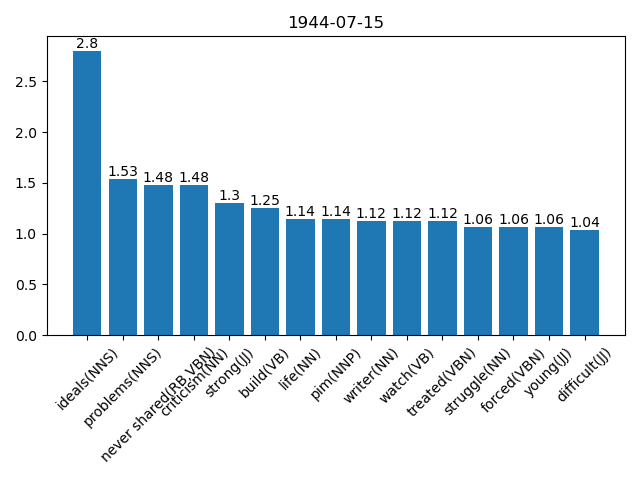 1944-07-15
2.8
1.53
1.48
1.48
1.3
1.25
1.14
1.14
1.12
1.12
1.12
1.06
1.06
1.06
1.04
2.5
2.0
1.5
1.0
0.5
0.0
ideals(NNS)
problems(NNS)
never shared(RB VBN)
criticism(NN)
strong(JJ)
build(VB)
life(NN)
pim(NNP)
writer(NN)
watch(VB)
treated(VBN)
struggle(NN)
forced(VBN)
young(JJ)
difficult(JJ)